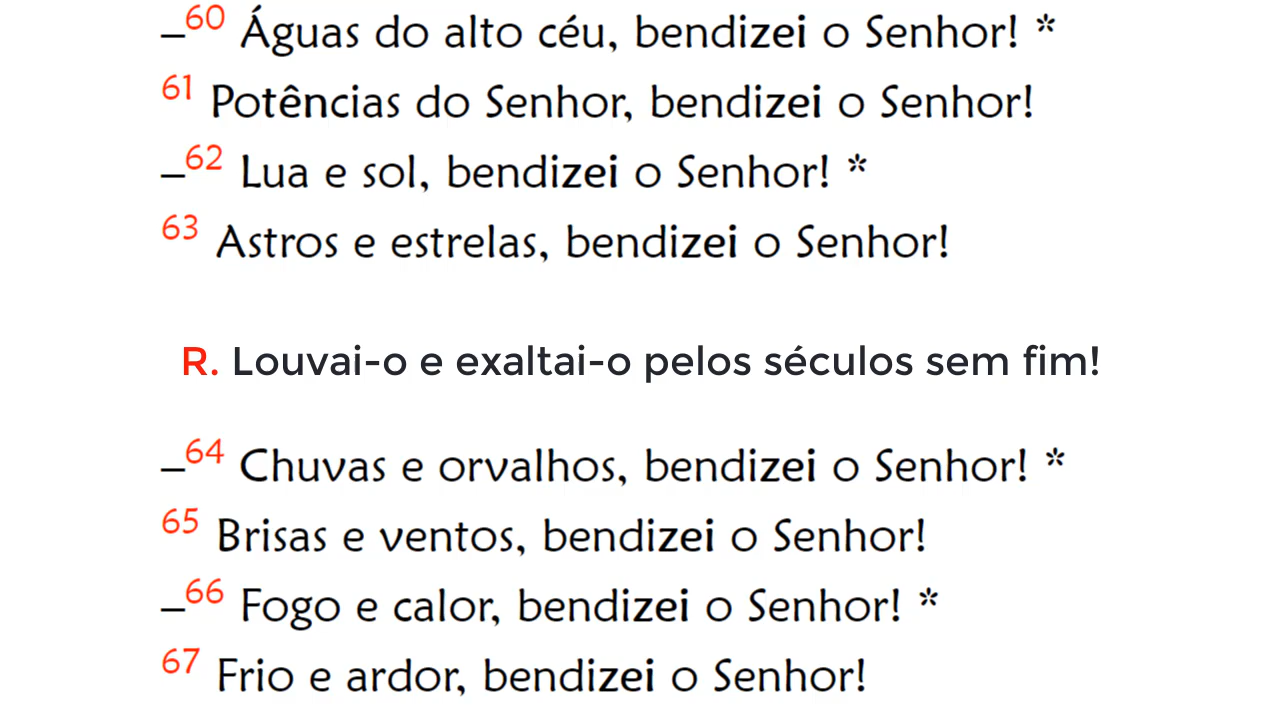 –60 Águas do alto céu, bendizei o Senhor! *
61 Potências do Senhor, bendizei o Senhor!
–62 Lua e sol, bendizei o Senhor! *
63 Astros e estrelas, bendizei o Senhor!
R. Louvai-o e exaltai-o pelos séculos sem fim!
–64 Chuvas e orvalhos, bendizei o Senhor! *
65 Brisas e ventos, bendizei o Senhor!
–66 Fogo e calor, bendizei o Senhor! *
67 Frio e ardor, bendizei o Senhor!